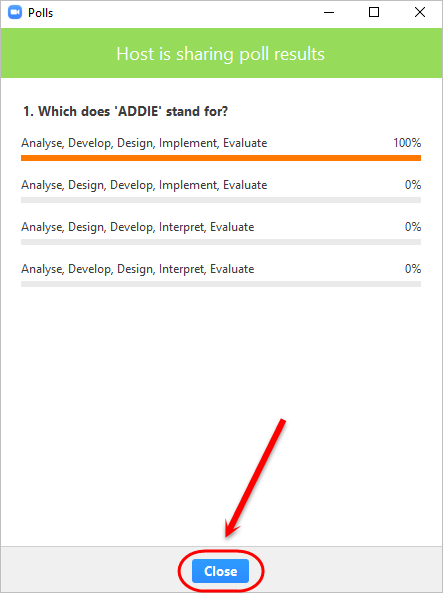 Polls
Host is sharing poll results
1. Which does 'ADDIE' stand for?
Analyse, Develop, Design, Implement, Evaluate 100%
Analyse, Design, Develop, Implement, Evaluate 0%
Analyse, Design, Develop, Interpret, Evaluate 0%
Analyse, Develop, Design, Interpret, Evaluate 0%
Close